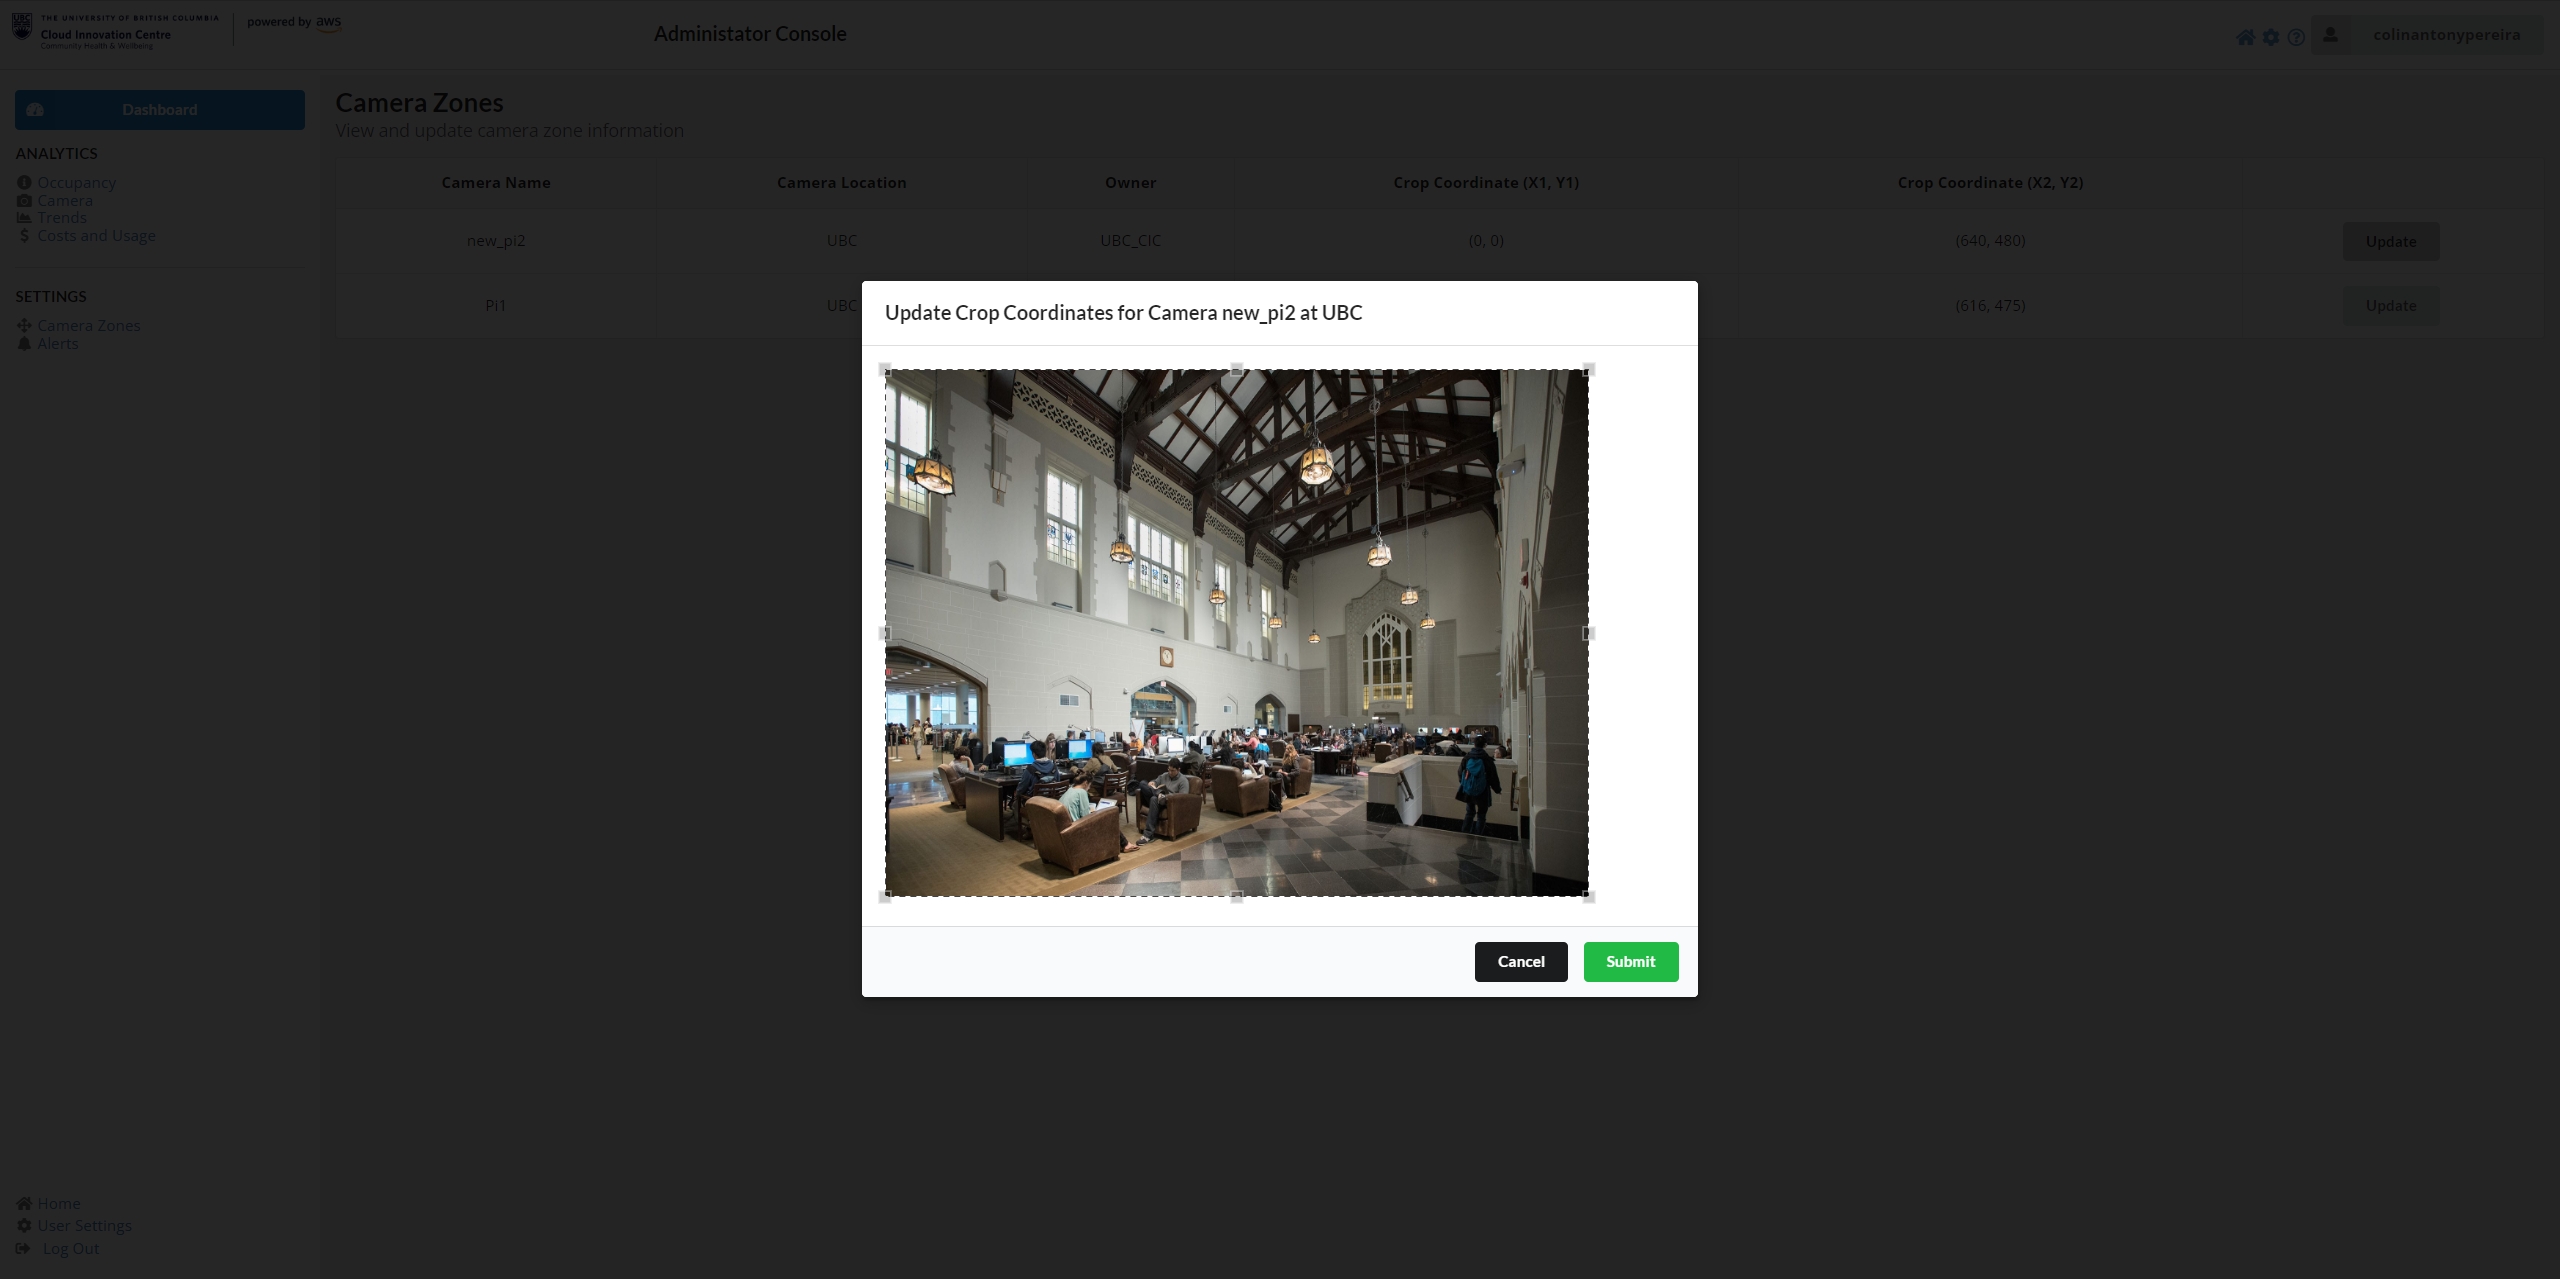 UBC
THE UNIVERSITY OF BRITISH COLUMBIA
Cloud Innovation Centre
Community Health & Wellbeing
powered by aws
Administator Console
colinantonypereira
Dashboard
ANALYTICS
Occupancy
Camera
Trends
Costs and Usage
SETTINGS
Camera Zones
Alerts
Camera Zones
View and update camera zone information
Camera Name Camera Location Owner Crop Coordinate (X1, Y1) Crop Coordinate (X2, Y2)
new_pi2 UBC UBC_CIC (0, 0) (640, 480) Update
Pi1 UBC (616, 475) Update
Update Crop Coordinates for Camera new_pi2 at UBC
Cancel Submit
Home
User Settings
Log Out